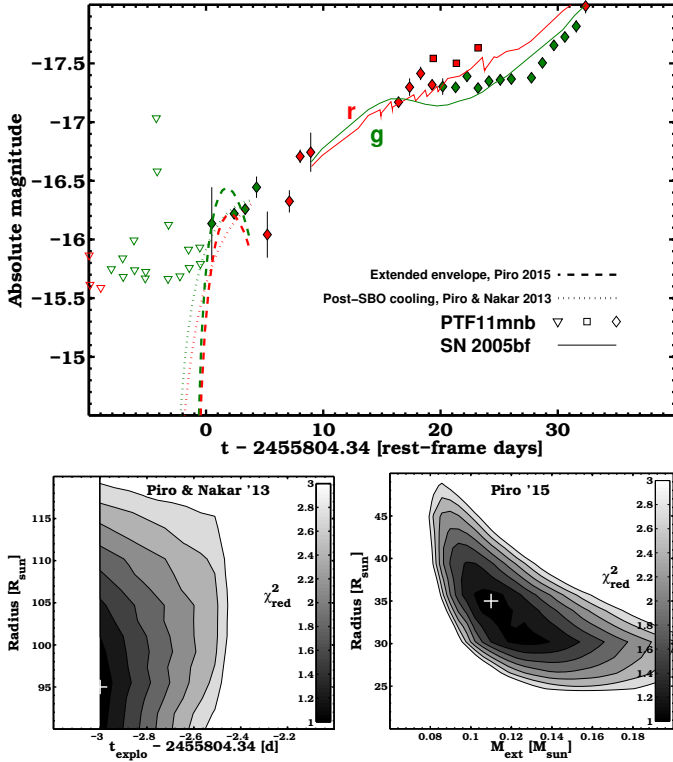 −17.5
−17
−16.5
−16
−15.5
−15
Absolute magnitude
r
g
Extended envelope, Piro 2015
Post−SBO cooling, Piro & Nakar 2013
PTF11mnb
SN 2005bf
0 10 20 30
t − 2455804.34 [rest−frame days]
Piro & Nakar '13
115
110
105
100
95
Radius [R_sun]
χ²_red
3
2.8
2.6
2.4
2.2
2
1.8
1.6
1.4
1.2
1
−3 −2.8 −2.6 −2.4 −2.2
t_explo − 2455804.34 [d]
Piro '15
45
40
35
30
25
Radius [R_sun]
χ²_red
3
2.8
2.6
2.4
2.2
2
1.8
1.6
1.4
1.2
1
0.08 0.1 0.12 0.14 0.16 0.18
M_ext [M_sun]